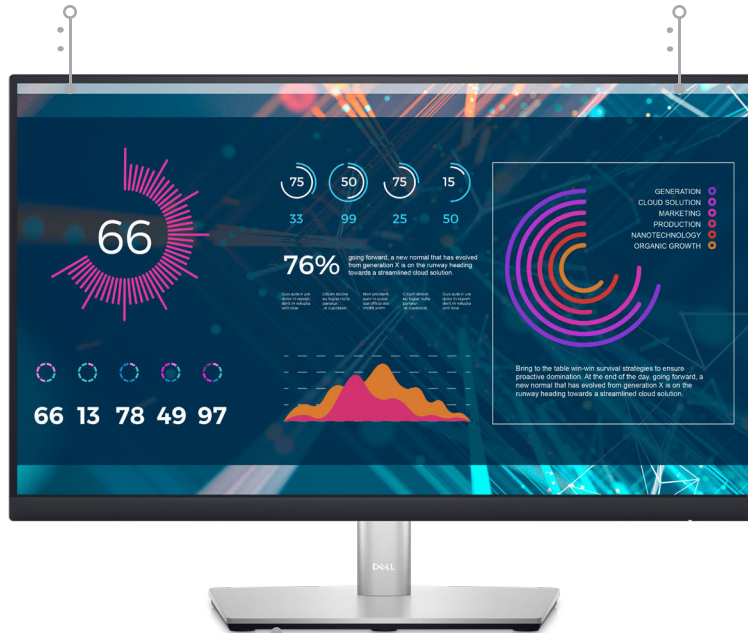 66
75 50 75 15
33 99 25 50
76%
going forward, a new normal that has evolved
from generation X is on the runway heading
towards a streamlined cloud solution.
GENERATION
CLOUD SOLUTION
MARKETING
PRODUCTION
NANOTECHNOLOGY
ORGANIC GROWTH
Bring to the table win-win survival strategies to ensure
proactive domination. At the end of the day, going forward, a
new normal that has evolved from generation X is on the
runway heading towards a streamlined cloud solution.
66 13 78 49 97
DELL